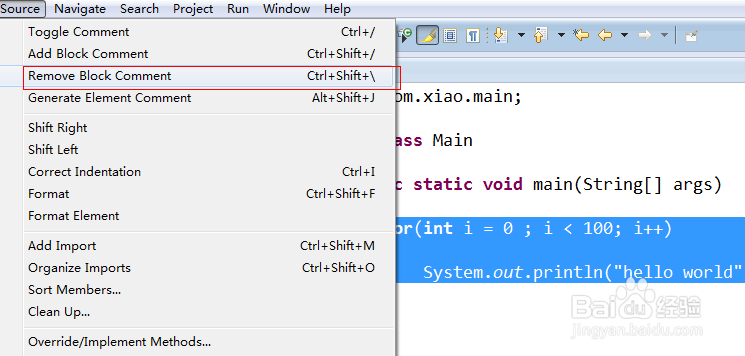 Source Navigate Search Project Run Window Help
Toggle Comment Ctrl+/
Add Block Comment Ctrl+Shift+/
Remove Block Comment Ctrl+Shift+\
Generate Element Comment Alt+Shift+J
Shift Right
Shift Left
Correct Indentation Ctrl+I
Format Ctrl+Shift+F
Format Element
Add Import Ctrl+Shift+M
Organize Imports Ctrl+Shift+O
Sort Members...
Clean Up...
Override/Implement Methods...
om.xiao.main;
ass Main
c static void main(String[] args)
or(int i = 0 ; i < 100; i++)
System.out.println("hello world"
Bai du 经验
jingyan.baidu.com